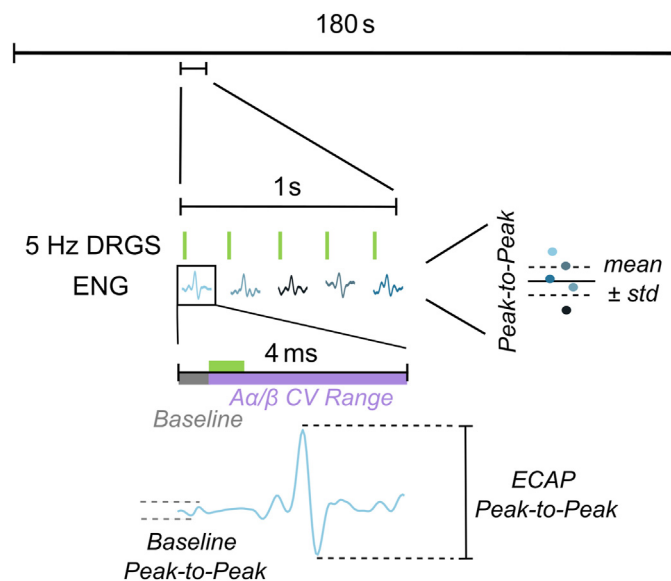 180 s
1 s
5 Hz DRGS
ENG
Peak-to-Peak
mean
± std
4 ms
Aα/β CV Range
Baseline
ECAP
Peak-to-Peak
Baseline
Peak-to-Peak